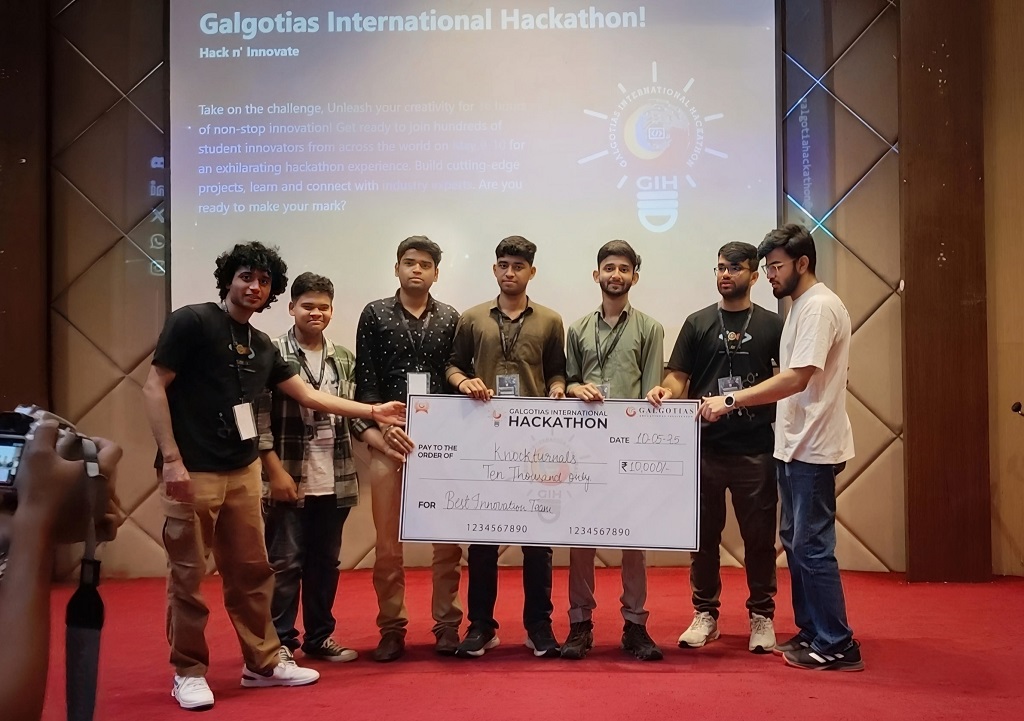 Galgotias International Hackathon!
Hack n' Innovate
Take on the challenge, Unleash your creativity for
of non-stop innovation! Get ready to join hundreds of
student innovators from across the world on for
an exhilarating hackathon experience. Build cutting-edge
projects, learn and connect with industry experts. Are you
ready to make your mark?
GALGOTIAS INTERNATIONAL HACKATHON
GIH
galgotiahackathon
GALGOTIAS INTERNATIONAL
HACKATHON
GALGOTIAS
DATE 10-05-25
PAY TO THE
ORDER OF Knockturnals
Ten Thousand only
₹ 10,000/-
GIH
FOR Best Innovation Team
1234567890 1234567890